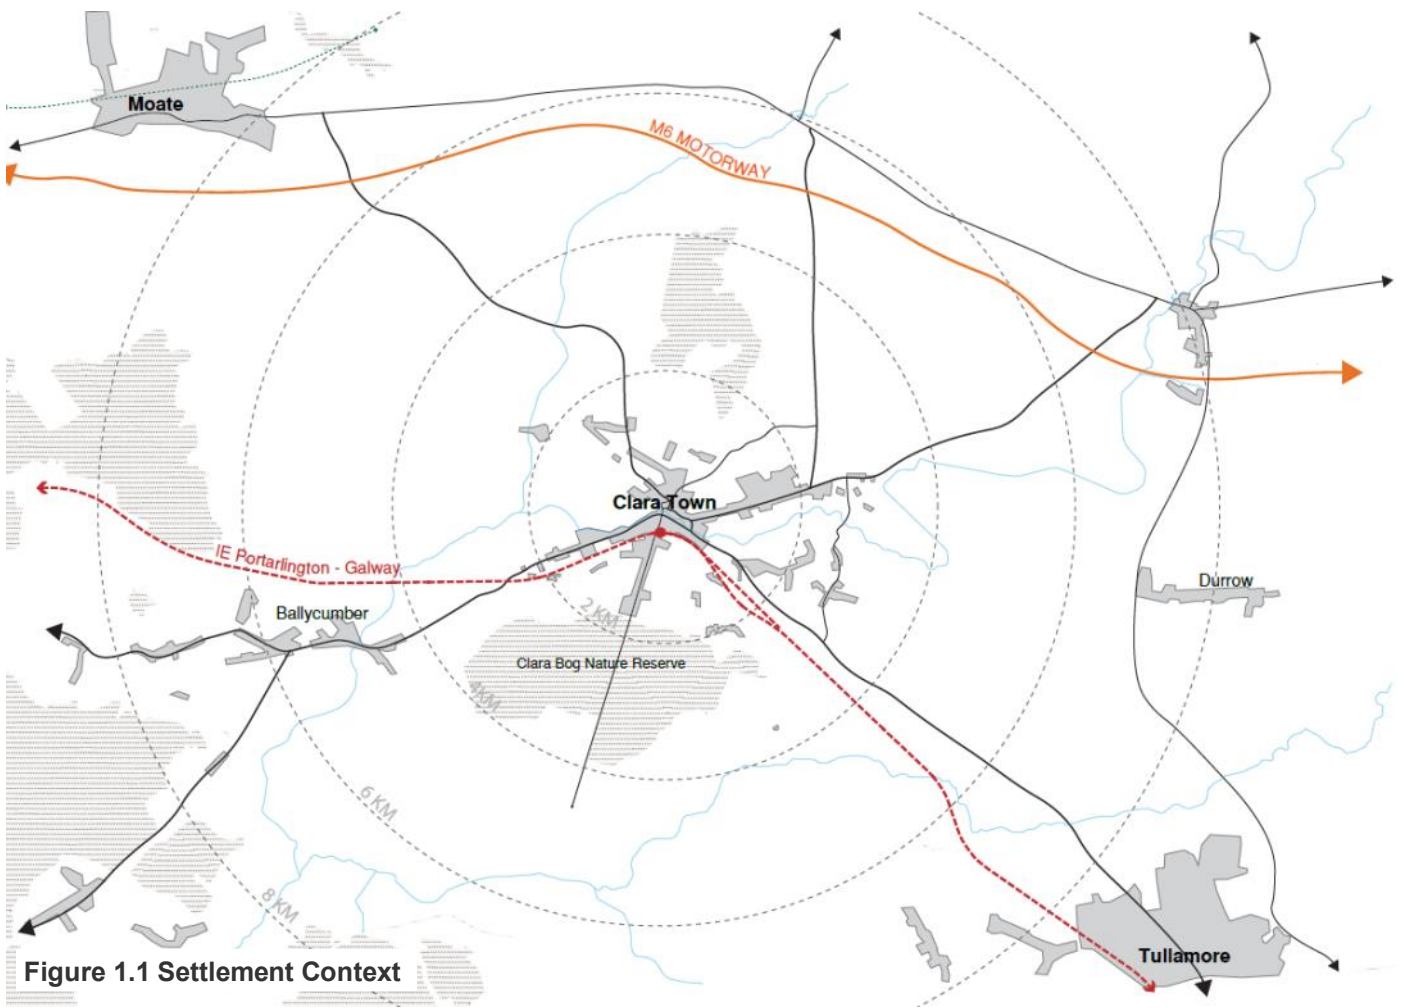 Moate
M6 MOTORWAY
Clara Town
IE Portarlington - Galway
Durrow
2 KM
Ballycumber
Clara Bog Nature Reserve
4KM
6 KM
8 KM
Tullamore
Figure 1.1 Settlement Context